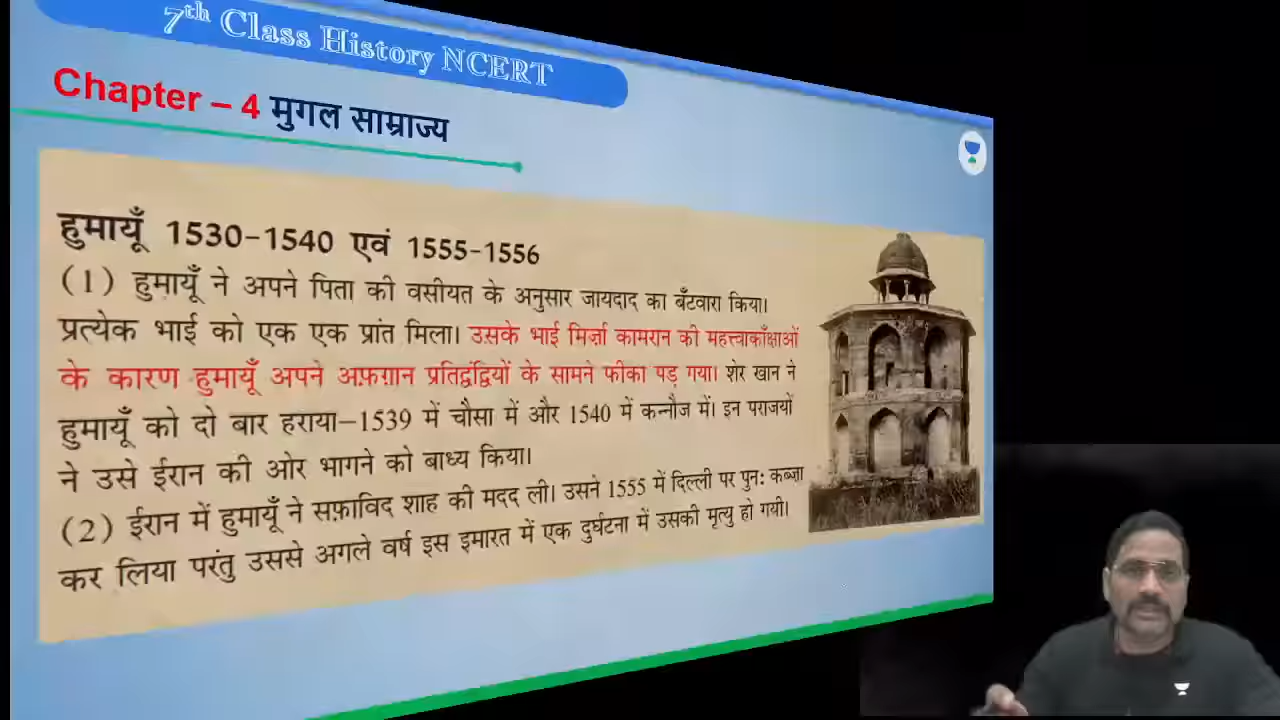 7th Class History NCERT
Chapter – 4 मुगल साम्राज्य
हुमायूँ 1530-1540 एवं 1555-1556
(1) हुमायूँ ने अपने पिता की वसीयत के अनुसार जायदाद का बँटवारा किया।
प्रत्येक भाई को एक एक प्रांत मिला। उसके भाई मिर्ज़ा कामरान की महत्त्वाकाँक्षाओं
के कारण हुमायूँ अपने अफ़ग़ान प्रतिद्वंद्वियों के सामने फीका पड़ गया। शेर खान ने
हुमायूँ को दो बार हराया–1539 में चौसा में और 1540 में कन्नौज में। इन पराजयों
ने उसे ईरान की ओर भागने को बाध्य किया।
(2) ईरान में हुमायूँ ने सफ़ाविद शाह की मदद ली। उसने 1555 में दिल्ली पर पुन: कब्ज़ा
कर लिया परंतु उससे अगले वर्ष इस इमारत में एक दुर्घटना में उसकी मृत्यु हो गयी।